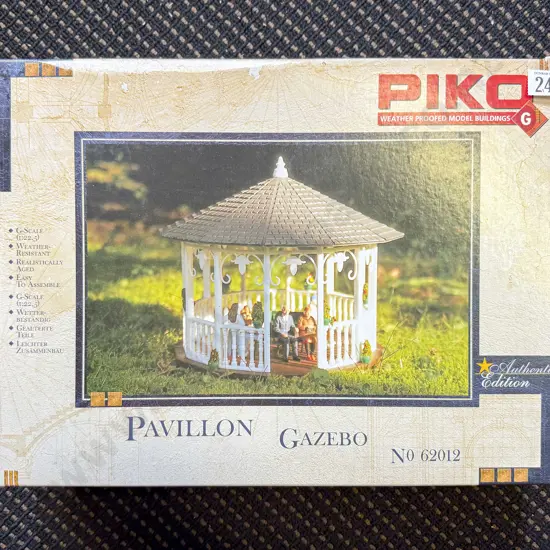 PIKO
24
WEATHER PROOFED MODEL BUILDINGS
G
G-SCALE
(1:22,5)
WEATHER-
RESISTANT
REALISTICALLY
AGED
EASY
TO ASSEMBLE
G-SCALE
(1:22,5)
WETTER-
BESTÄNDIG
GEALTERTE
TEILE
LEICHTER
ZUSAMMENBAU
Edition
PAVILLON GAZEBO
NO 62012